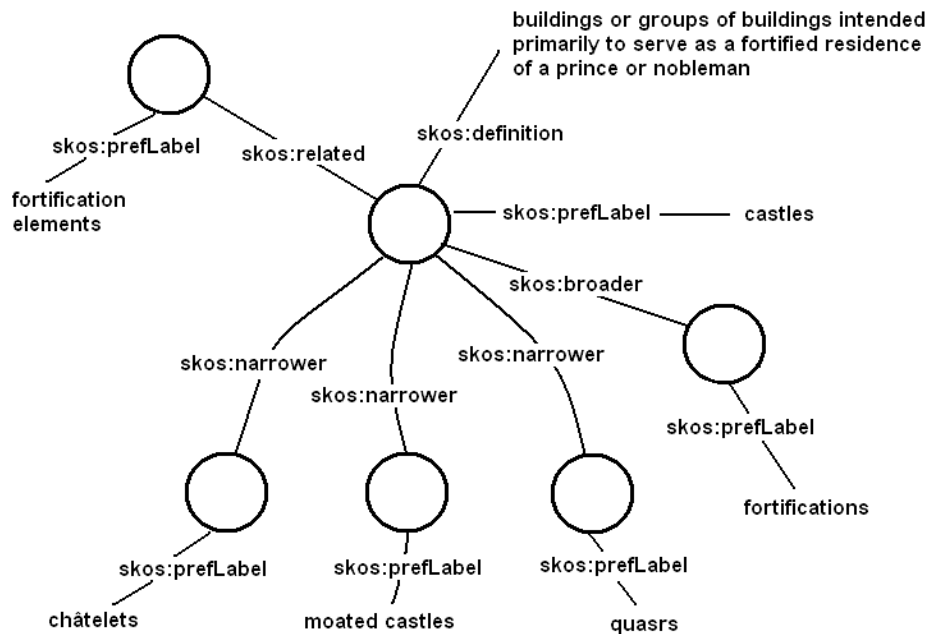 buildings or groups of buildings intended
primarily to serve as a fortified residence
of a prince or nobleman
skos:definition
skos:prefLabel
skos:related
fortification
elements
skos:prefLabel
castles
skos:broader
skos:narrower
skos:narrower
skos:narrower
skos:prefLabel
fortifications
skos:prefLabel
skos:prefLabel
skos:prefLabel
châtelets
moated castles
quasrs